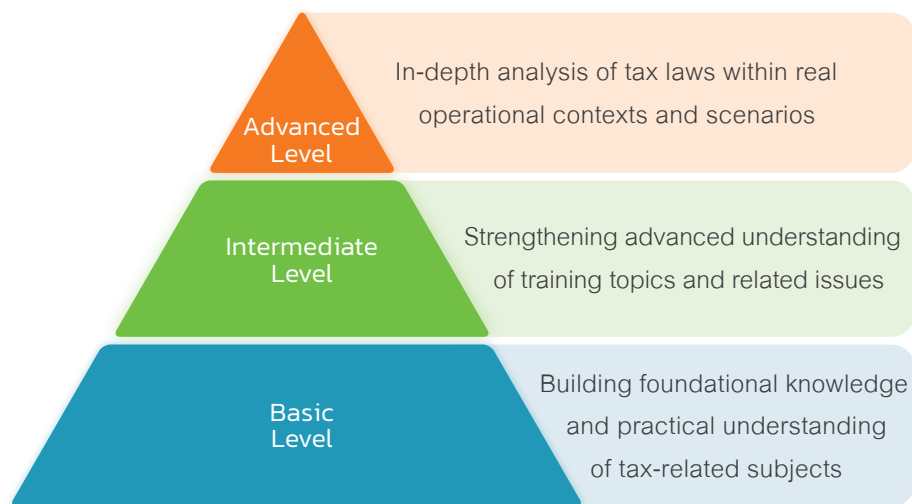 Advanced
Level
In-depth analysis of tax laws within real
operational contexts and scenarios
Intermediate
Level
Strengthening advanced understanding
of training topics and related issues
Basic
Level
Building foundational knowledge
and practical understanding
of tax-related subjects